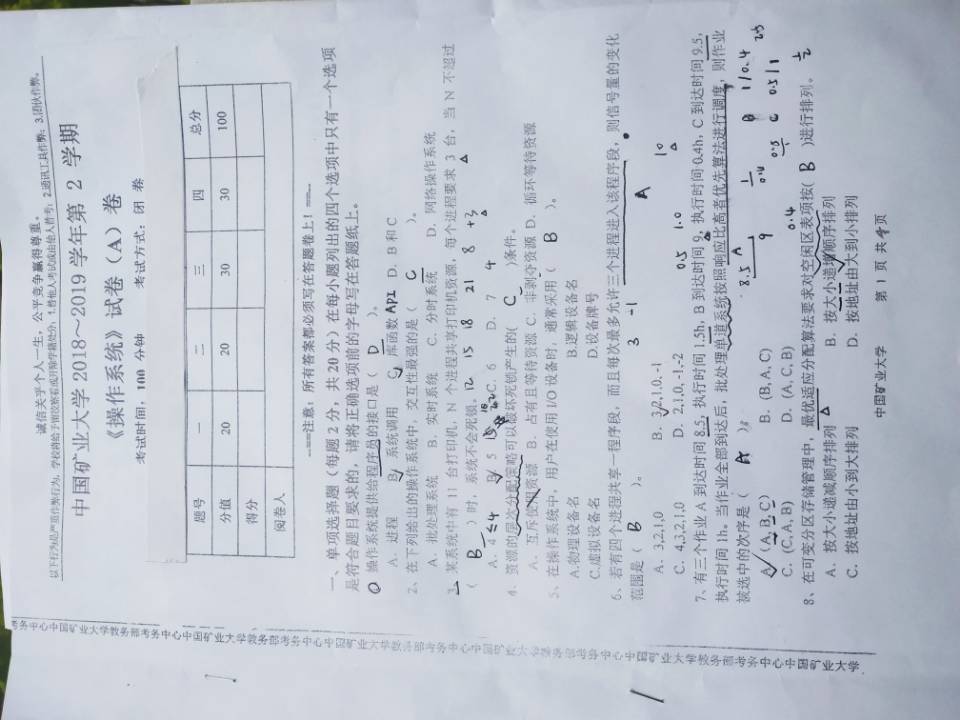 诚信关乎个人一生，公平竞争赢得尊重。
以下行为是严重作弊行为，学校将给予留校察看或开除学籍处分：1.替他人考试或由他人替考；2.通讯工具作弊；3.团伙作弊。
中国矿业大学 2018～2019 学年第 2 学期
《操作系统》试卷（A）卷
考试时间：100 分钟 考试方式：闭 卷
题号 一 二 三 四 总分
分值 20 20 30 30 100
得分
阅卷人
--==注意：所有答案都必须写在答题卷上！==--
一、单项选择题（每题 2 分，共 20 分）在每小题列出的四个选项中只有一个选项
是符合题目要求的，请将正确选项前的字母写在答题纸上。
操作系统提供给程序员的接口是（ D ）。
A．进程 B．系统调用 C．库函数 API D．B 和 C
2、在下列给出的操作系统中，交互性最强的是（ C ）。
A．批处理系统 B．实时系统 C．分时系统 D．网络操作系统
3、某系统中有 11 台打印机，N 个进程共享打印机资源，每个进程要求 3 台，当 N 不超过
（ B ）时，系统不会死锁。 12 15 18 21 8 +3
A．4 ≤4 B．5 C．6 D．7 4
4、资源的层次分配策略可以破坏死锁产生的( C )条件。
A．互斥使用资源 B．占有且等待资源 C．非剥夺资源 D．循环等待资源
5、在操作系统中，用户在使用 I/O 设备时，通常采用（ B ）。
A.物理设备名 B.逻辑设备名
C.虚拟设备名 D.设备牌号
6、若有四个进程共享一程序段，而且每次最多允许三个进程进入该程序段，则信号量的变化
范围是（ B ）。 3 -1 A
A．3,2,1,0 B．3,2,1,0, -1 10
C．4,3,2,1,0 D．2,1,0, -1,-2 0.5 1.0
7、有三个作业 A 到达时间 8.5，执行时间 1.5h，B 到达时间 9，执行时间 0.4h，C 到达时间 9.5，
执行时间 1h。当作业全部到达后，批处理单道系统按照响应比高者优先算法进行调度，则作业
被选中的次序是（ A ）。 8.5 A 9 B 1/0.4
A．（A, B, C） B．(B, A, C) C 0.5/1
C．(C, A, B) D．(A, C, B) 0.4
8、在可变分区存储管理中，最优适应分配算法要求对空闲区表项按( B )进行排列。
A．按大小递减顺序排列 B．按大小递增顺序排列
C．按地址由小到大排列 D．按地址由大到小排列
中国矿业大学 第 1 页 共 4 页